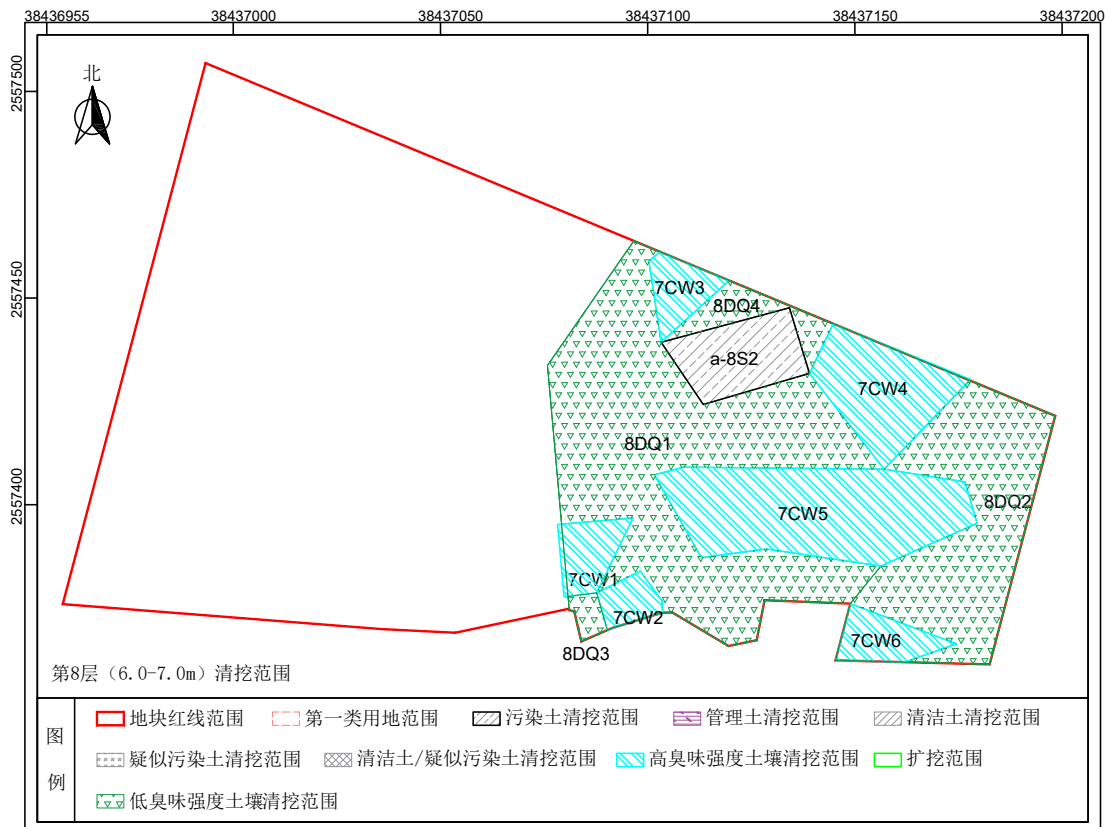 38436955 38437000 38437050 38437100 38437150 38437200
2557500
2557450
2557400
北
7CW3
8DQ4
a-8S2
7CW4
8DQ1
8DQ2
7CW5
7CW1
7CW2
7CW6
8DQ3
第8层（6.0-7.0m）清挖范围
图例
地块红线范围 第一类用地范围 污染土清挖范围 管理土清挖范围 清洁土清挖范围
疑似污染土清挖范围 清洁土/疑似污染土清挖范围 高臭味强度土壤清挖范围 扩挖范围
低臭味强度土壤清挖范围